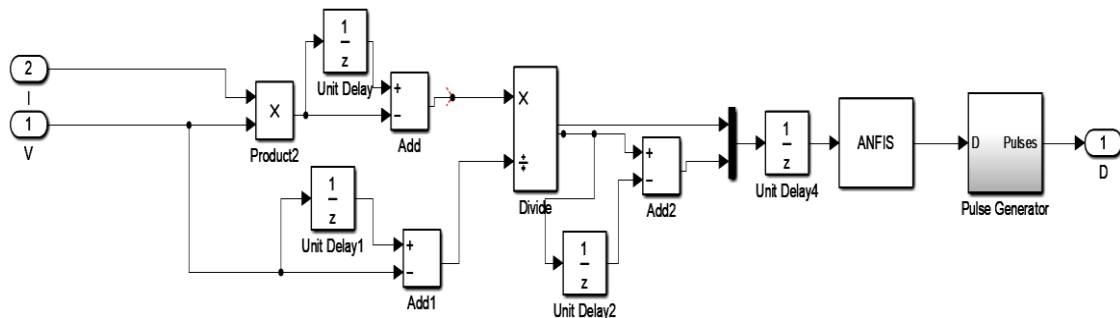 2
I
1
V
X
Product2
1
z
Unit Delay
+
−
Add
1
z
Unit Delay1
+
−
Add1
X
÷
Divide
+
−
Add2
1
z
Unit Delay2
1
z
Unit Delay4
ANFIS
D Pulses
Pulse Generator
1
D